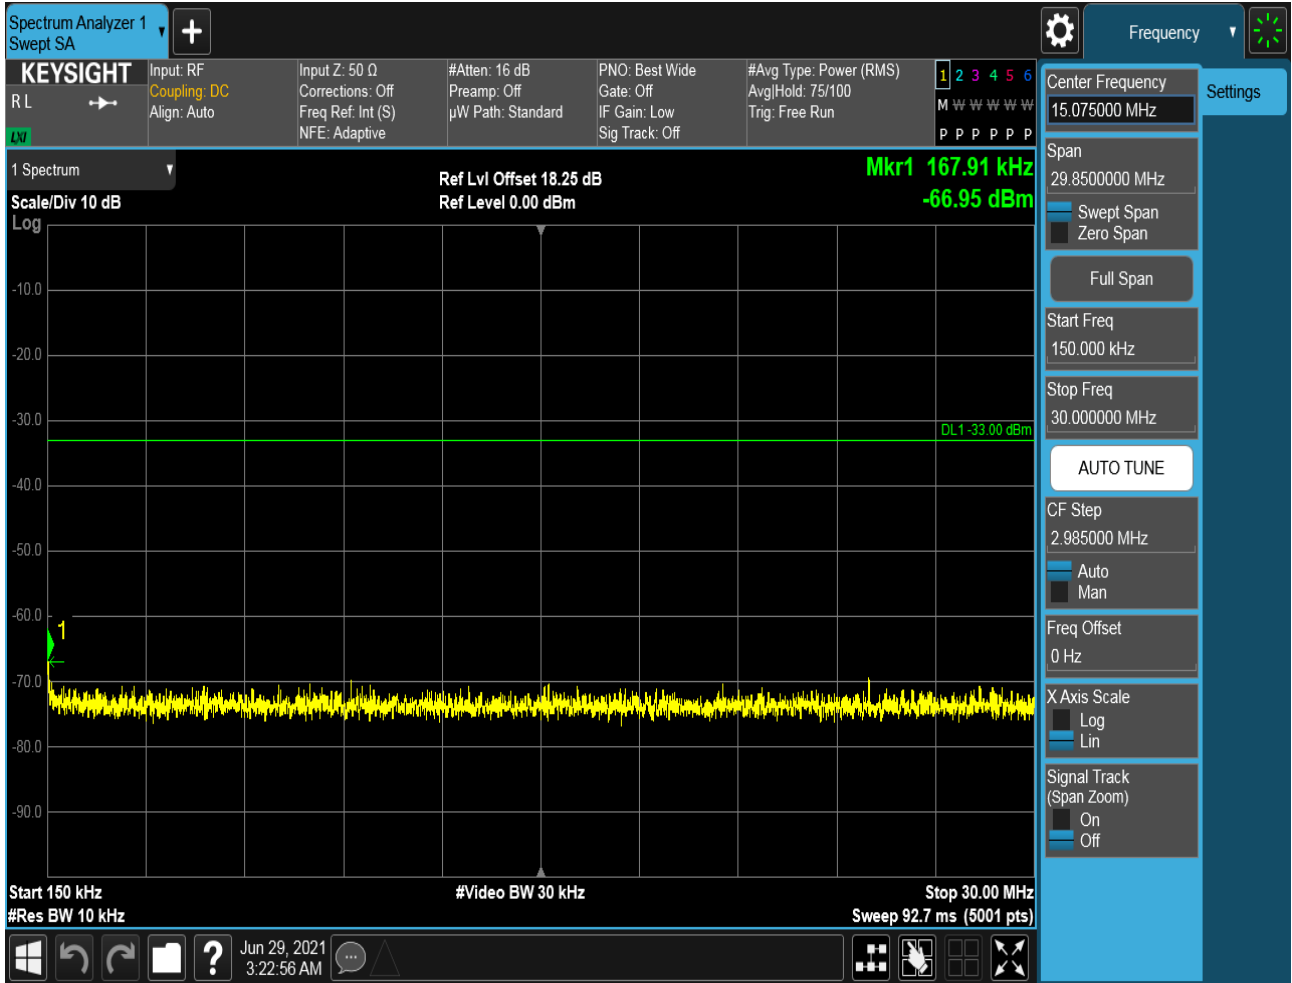 Spectrum Analyzer 1
Swept SA
Frequency
KEYSIGHT
R L
LXI
Input: RF
Coupling: DC
Align: Auto
Input Z: 50 Ω
Corrections: Off
Freq Ref: Int (S)
NFE: Adaptive
#Atten: 16 dB
Preamp: Off
µW Path: Standard
PNO: Best Wide
Gate: Off
IF Gain: Low
Sig Track: Off
#Avg Type: Power (RMS)
Avg|Hold: 75/100
Trig: Free Run
1 2 3 4 5 6
M W W W W W
P P P P P P
1 Spectrum
Scale/Div 10 dB
Log
Ref Lvl Offset 18.25 dB
Ref Level 0.00 dBm
Mkr1 167.91 kHz
-66.95 dBm
-10.0
-20.0
-30.0
DL1 -33.00 dBm
-40.0
-50.0
-60.0
1
-70.0
-80.0
-90.0
Start 150 kHz
#Res BW 10 kHz
#Video BW 30 kHz
Stop 30.00 MHz
Sweep 92.7 ms (5001 pts)
Center Frequency
15.075000 MHz
Settings
Span
29.8500000 MHz
Swept Span
Zero Span
Full Span
Start Freq
150.000 kHz
Stop Freq
30.000000 MHz
AUTO TUNE
CF Step
2.985000 MHz
Auto
Man
Freq Offset
0 Hz
X Axis Scale
Log
Lin
Signal Track
(Span Zoom)
On
Off
?
Jun 29, 2021
3:22:56 AM